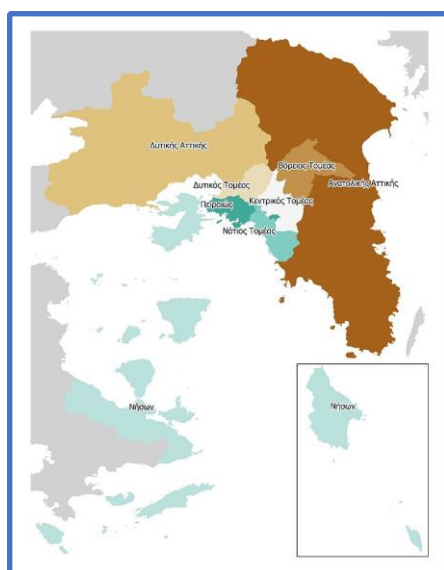 Δυτικής Αττικής
Βόρειος Τομέας
Δυτικός Τομέας
Ανατολικής Αττικής
Πειραιώς
Κεντρικός Τομέας
Νότιος Τομέας
Νήσων
Νήσων